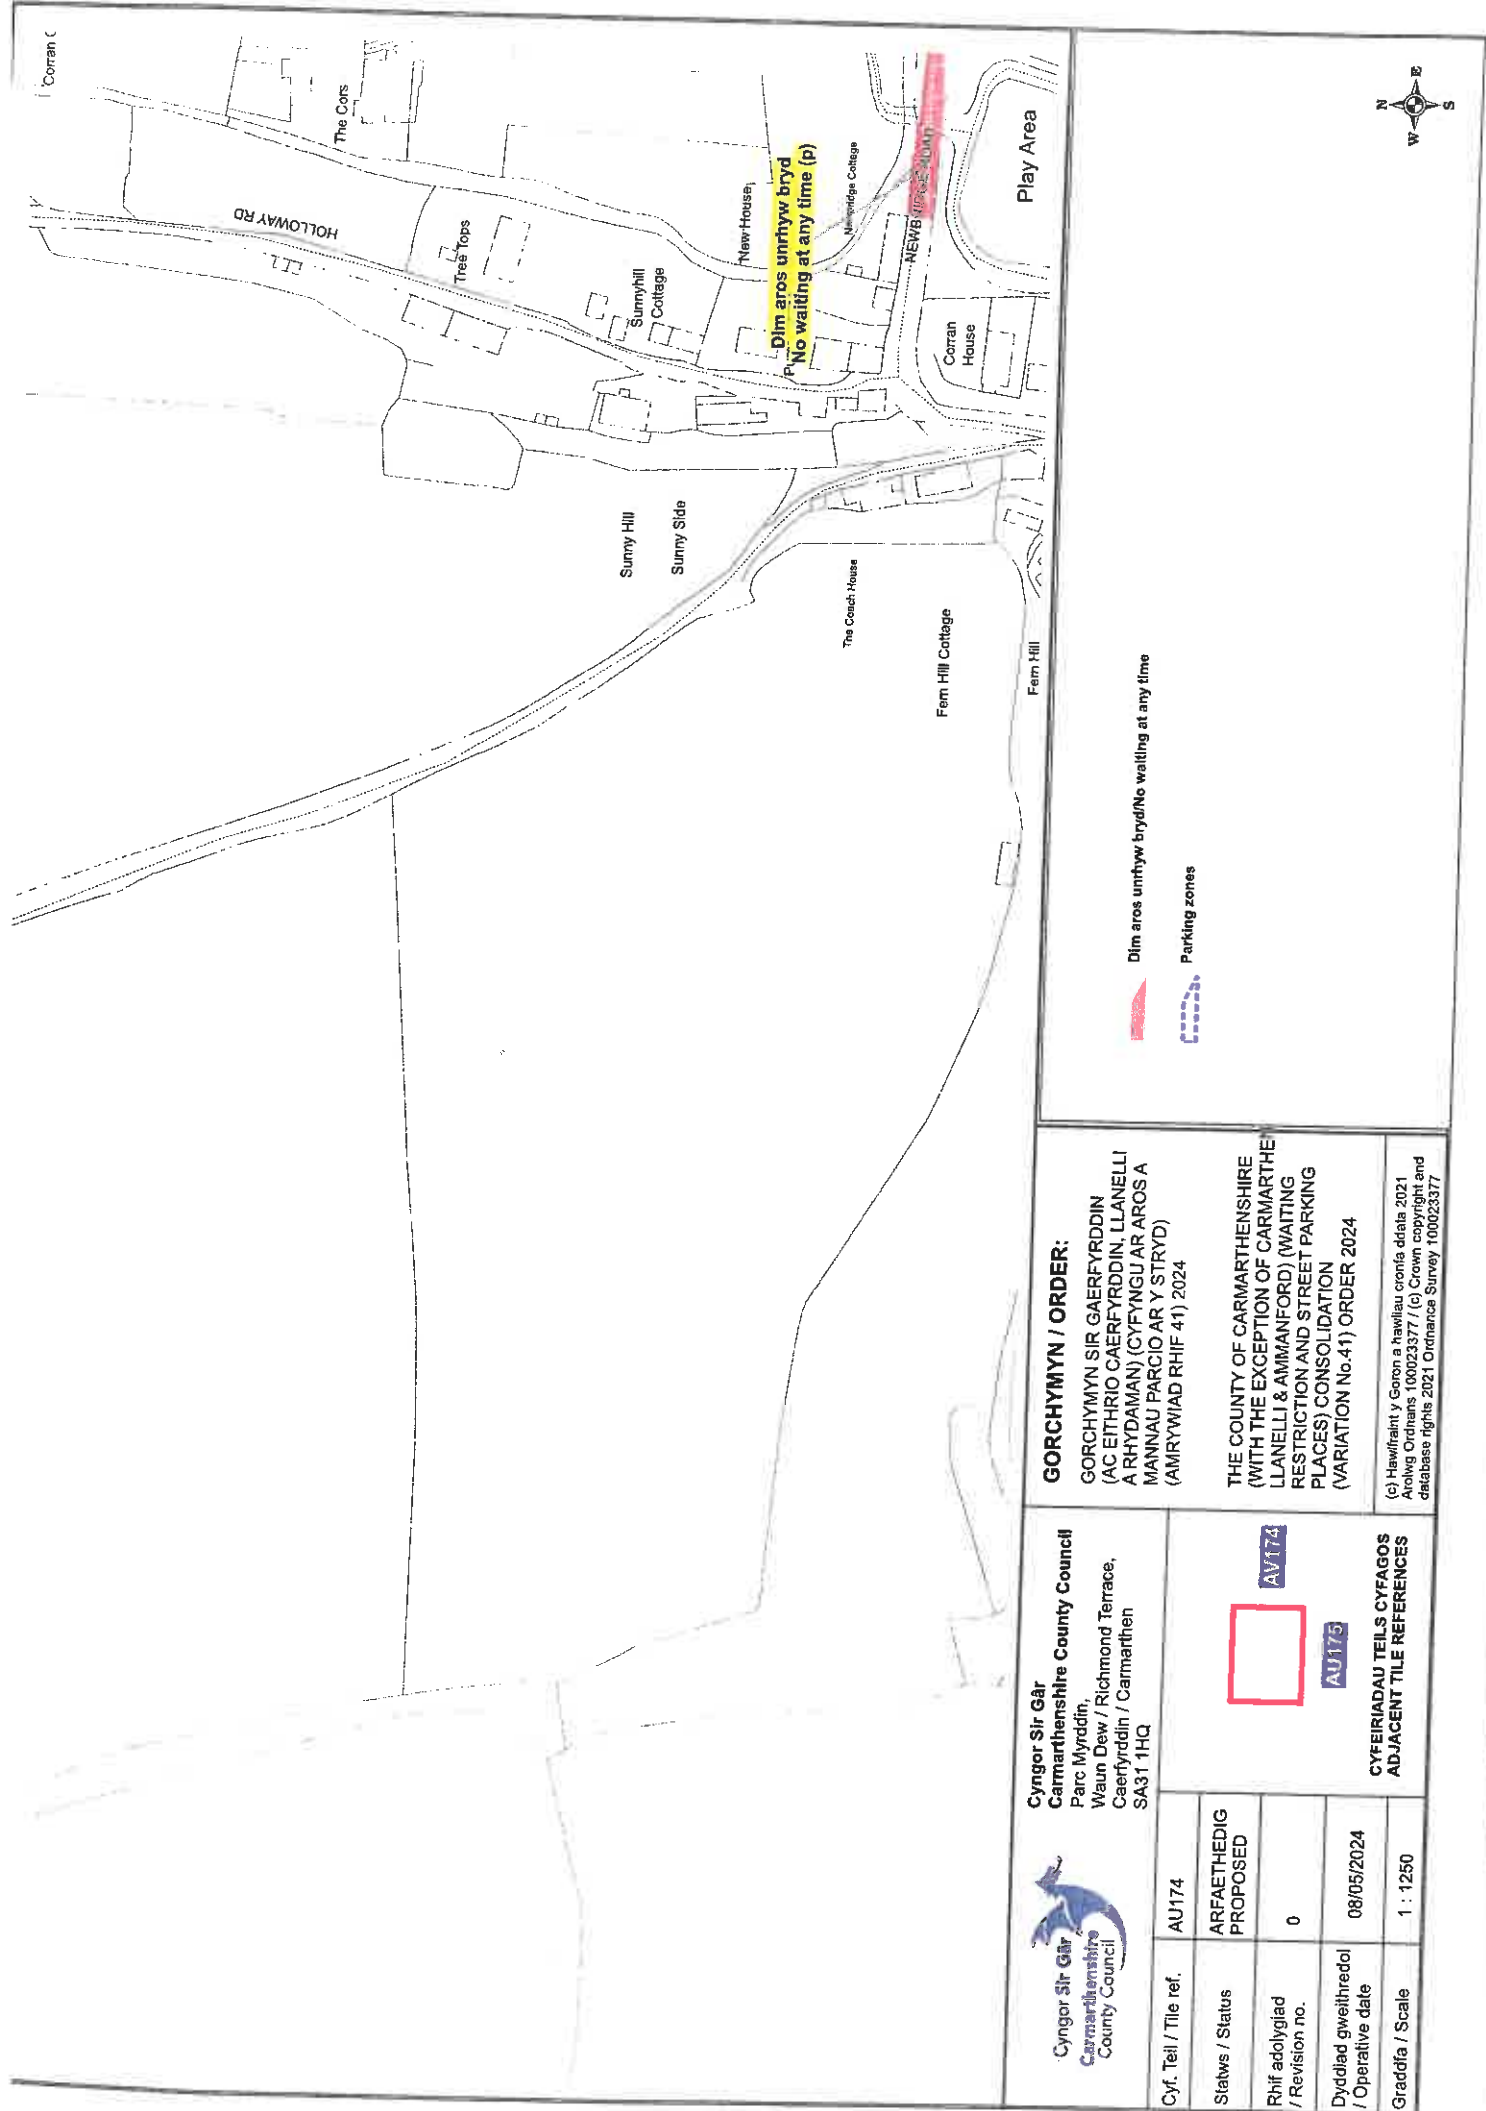 Corran
The Cors
HOLLOWAY RD
Tree Tops
Sunnyhill
Cottage
New House
Dim aros unrhyw bryd
No waiting at any time (p)
Newbridge Cottage
NEWBRIDGE ROAD
Play Area
Corran
House
Sunny Hill
Sunny Side
The Coach House
Fern Hill Cottage
Fern Hill
N
W
E
S
Dim aros unrhyw bryd/No waiting at any time
Parking zones
Cyngor Sir Gâr
Carmarthenshire
County Council
Cyngor Sir Gâr
Carmarthenshire County Council
Parc Myrddin,
Waun Dew / Richmond Terrace,
Caerfyrddin / Carmarthen
SA31 1HQ
Cyf. Teil / Tile ref.
AU174
Statws / Status
ARFAETHEDIG
PROPOSED
Rhif adolygiad
/ Revision no.
0
Dyddiad gweithredol
/ Operative date
08/05/2024
Graddfa / Scale
1 : 1250
AV174
AU175
CYFEIRIADAU TEILS CYFAGOS
ADJACENT TILE REFERENCES
GORCHYMYN / ORDER:
GORCHYMYN SIR GAERFYRDDIN
(AC EITHRIO CAERFYRDDIN, LLANELLI
A RHYDAMAN) (CYFYNGU AR AROS A
MANNAU PARCIO AR Y STRYD)
(AMRYWIAD RHIF 41) 2024
THE COUNTY OF CARMARTHENSHIRE
(WITH THE EXCEPTION OF CARMARTHEN
LLANELLI & AMMANFORD) (WAITING
RESTRICTION AND STREET PARKING
PLACES) CONSOLIDATION
(VARIATION No.41) ORDER 2024
(c) Hawlfraint y Goron a hawliau cronfa ddata 2021
Arolwg Ordnans 100023377 / (c) Crown copyright and
database rights 2021 Ordnance Survey 100023377